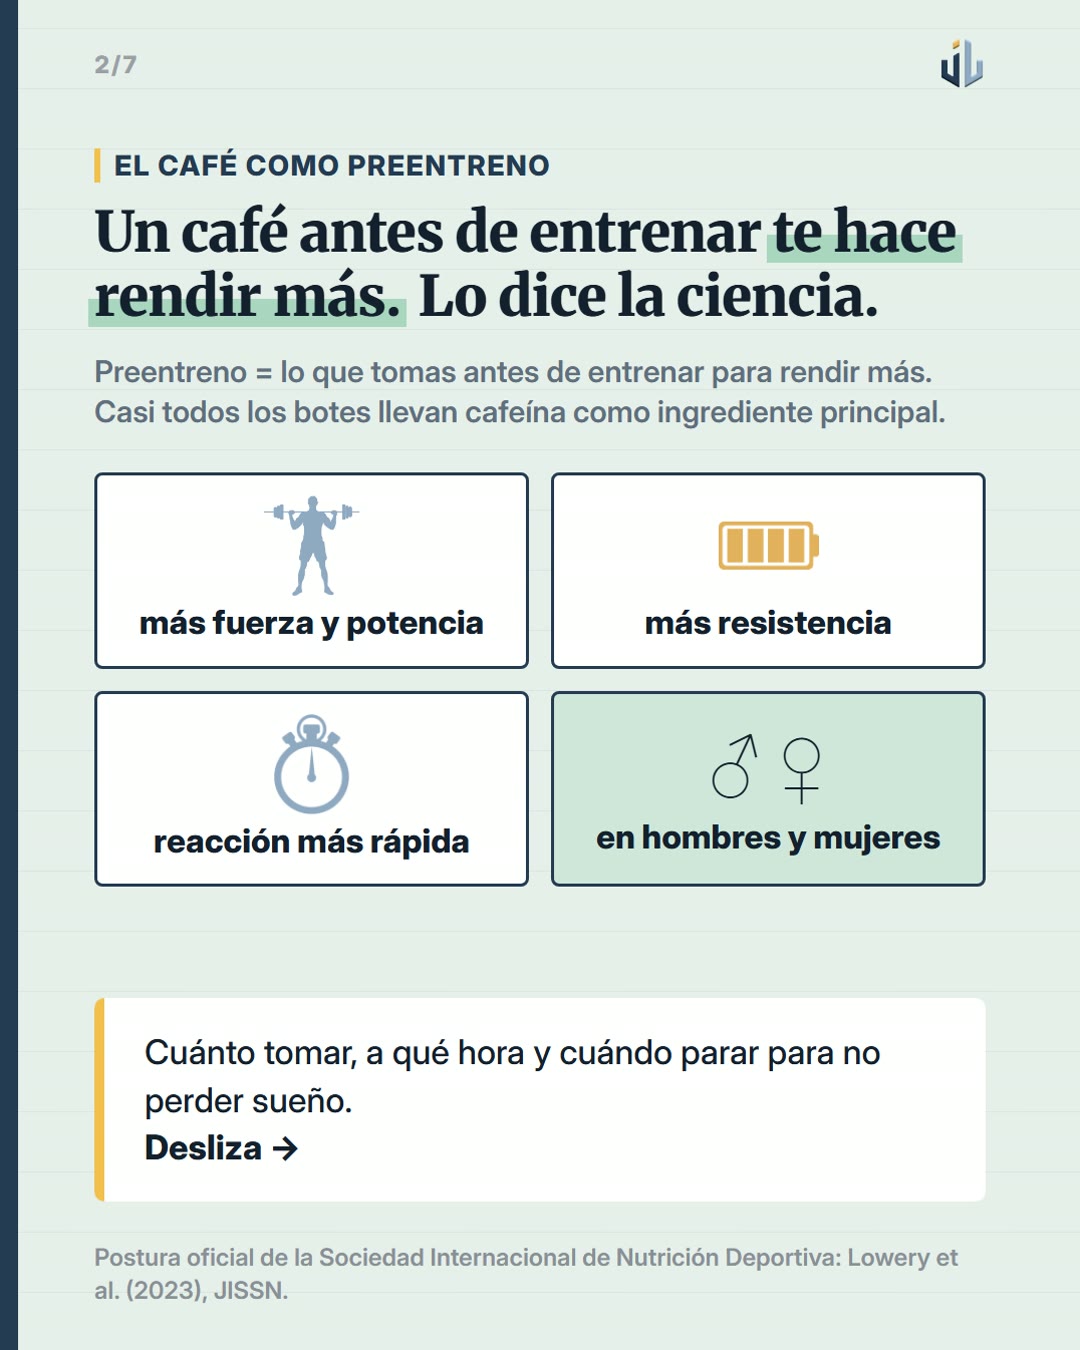 2/7
EL CAFÉ COMO PREENTRENO
Un café antes de entrenar te hace
rendir más. Lo dice la ciencia.
Preentreno = lo que tomas antes de entrenar para rendir más.
Casi todos los botes llevan cafeína como ingrediente principal.
más fuerza y potencia
más resistencia
reacción más rápida
en hombres y mujeres
Cuánto tomar, a qué hora y cuándo parar para no
perder sueño.
Desliza →
Postura oficial de la Sociedad Internacional de Nutrición Deportiva: Lowery et
al. (2023), JISSN.